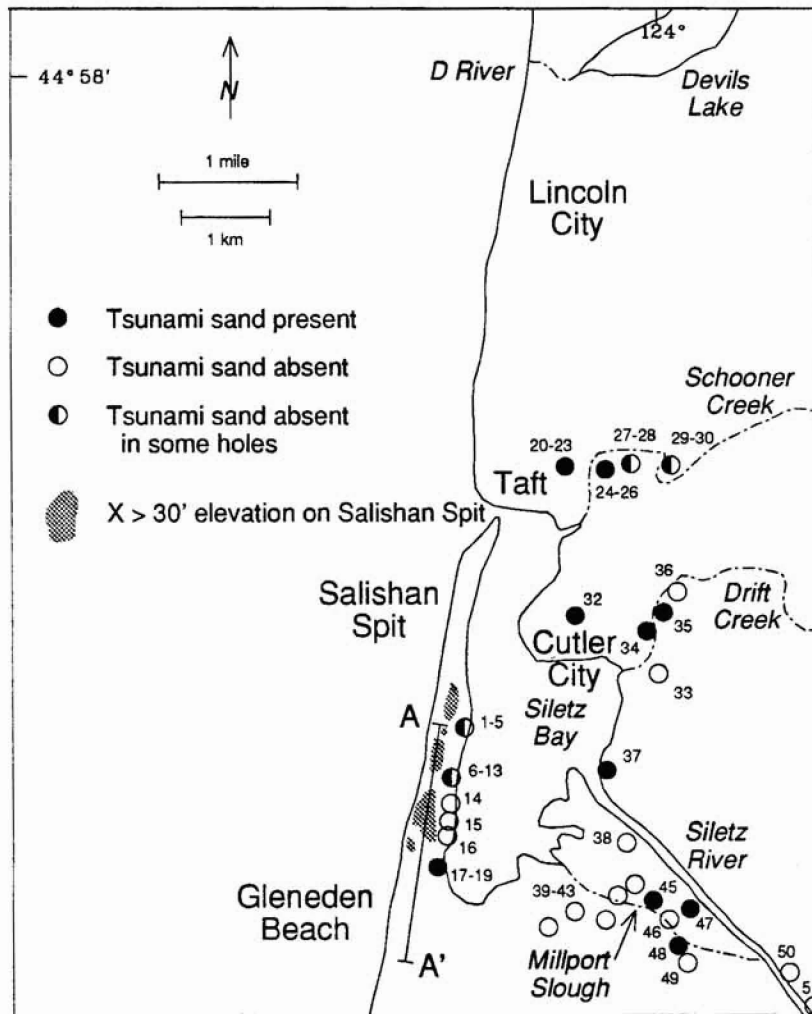 124°
44° 58'
D River
Devils
Lake
N
1 mile
1 km
Lincoln
City
Tsunami sand present
Tsunami sand absent
Tsunami sand absent
in some holes
X > 30' elevation on Salishan Spit
Schooner
Creek
20-23
27-28
29-30
24-26
Taft
Salishan
Spit
36
32
35
34
Drift
Creek
Cutler
City
33
Siletz
Bay
A
1-5
37
6-13
14
15
16
38
Siletz
River
17-19
39-43
45
47
46
Gleneden
Beach
48
49
50
5
A'
Millport
Slough